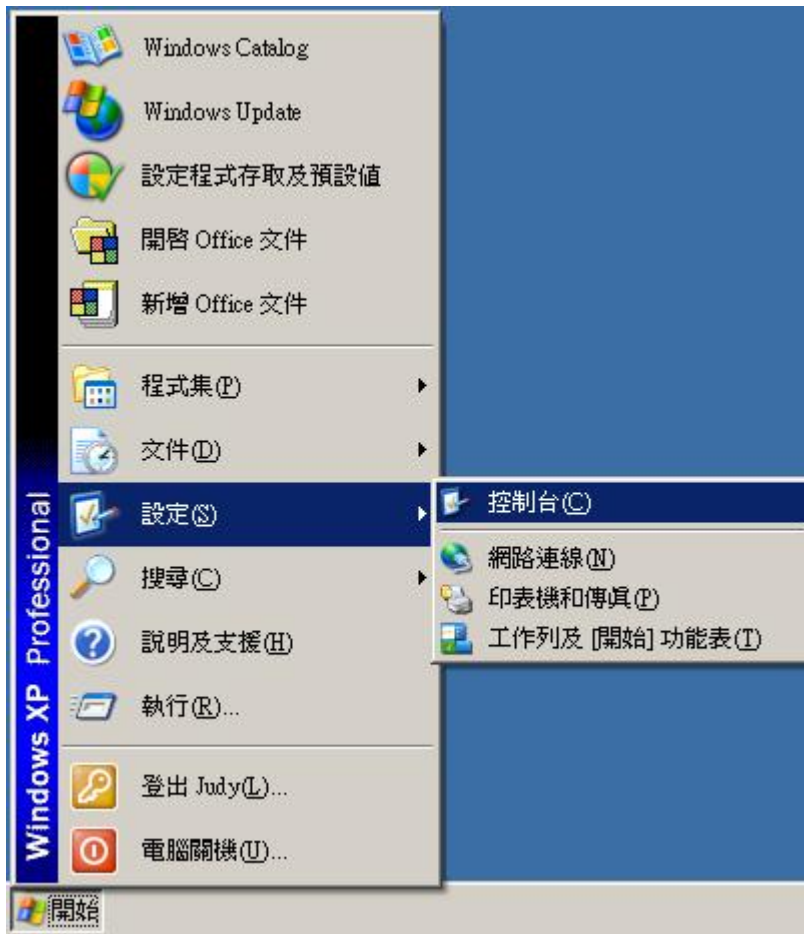 Windows Catalog
Windows Update
設定程式存取及預設值
開啓 Office 文件
新增 Office 文件
程式集(P)
文件(D)
設定(S)
控制台(C)
網路連線(N)
印表機和傳真(P)
工作列及 [開始] 功能表(T)
搜尋(C)
說明及支援(H)
執行(R)...
登出 Judy(L)...
電腦關機(U)...
Windows XP Professional
開始